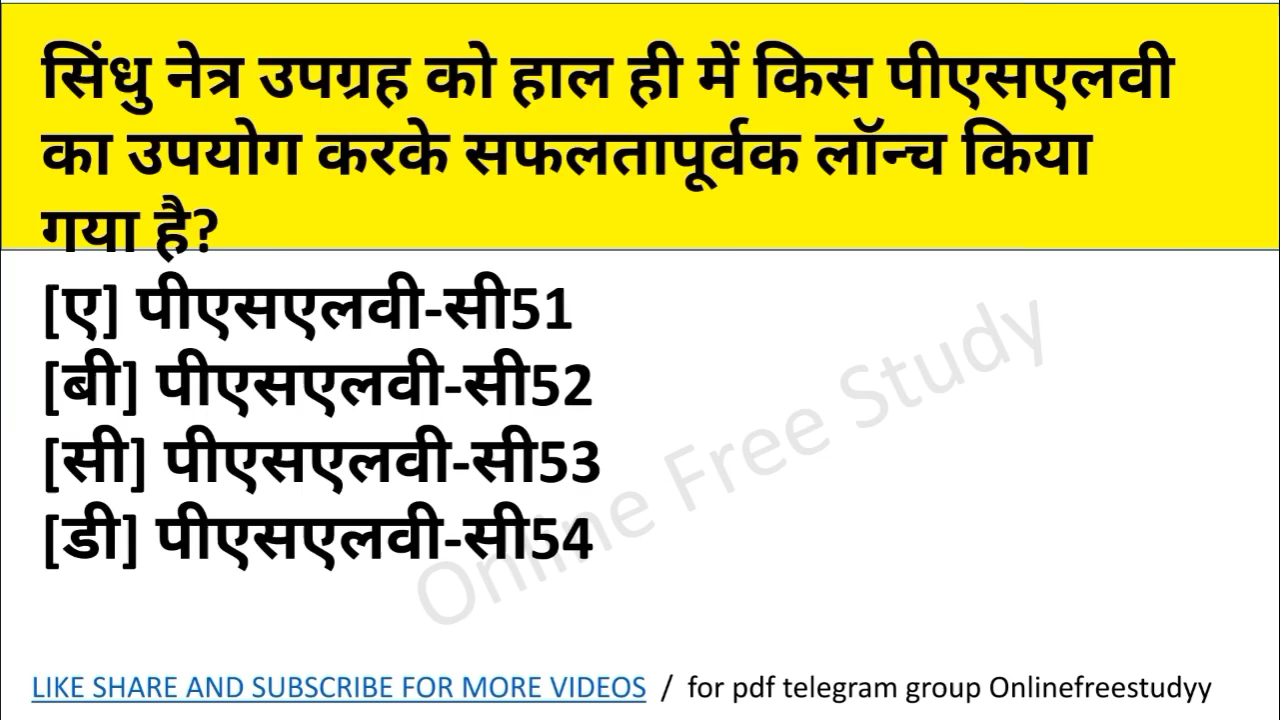 सिंधु नेत्र उपग्रह को हाल ही में किस पीएसएलवी
का उपयोग करके सफलतापूर्वक लॉन्च किया
गया है?
[ए] पीएसएलवी-सी51
[बी] पीएसएलवी-सी52
[सी] पीएसएलवी-सी53
[डी] पीएसएलवी-सी54
Online Free Study
LIKE SHARE AND SUBSCRIBE FOR MORE VIDEOS / for pdf telegram group Onlinefreestudyy